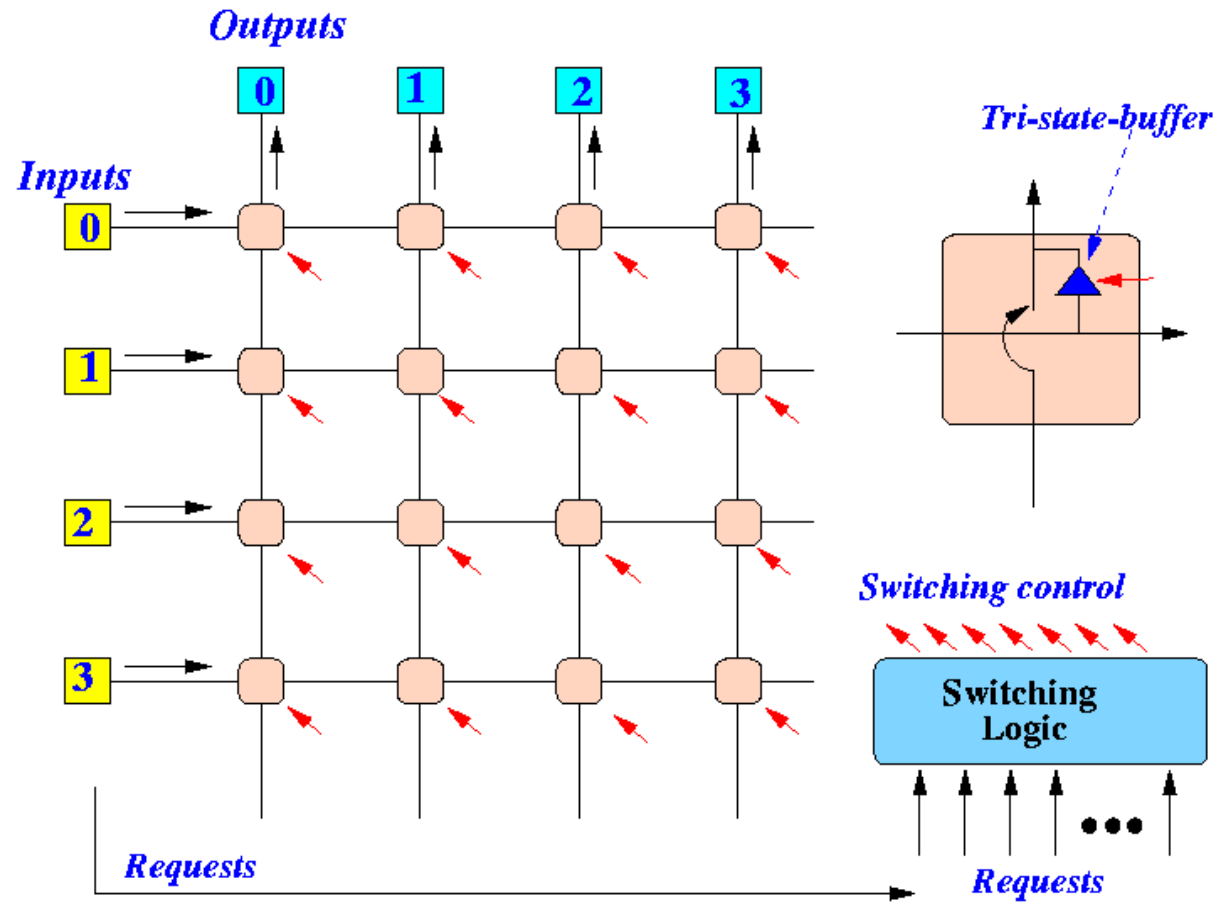 Outputs
0 1 2 3
Tri-state-buffer
Inputs
0
1
2
3
Switching control
Switching
Logic
Requests
Requests